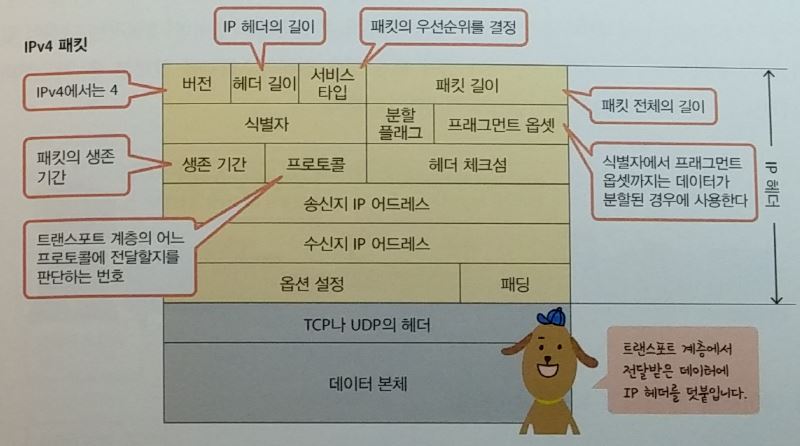 IPv4 패킷
IP 헤더의 길이
패킷의 우선순위를 결정
IPv4에서는 4
버전
헤더 길이
서비스
타입
패킷 길이
패킷 전체의 길이
식별자
분할
플래그
프래그먼트 옵셋
식별자에서 프래그먼트
옵셋까지는 데이터가
분할된 경우에 사용한다
패킷의 생존
기간
생존 기간
프로토콜
헤더 체크섬
IP 헤더
송신지 IP 어드레스
트랜스포트 계층의 어느
프로토콜에 전달할지를
판단하는 번호
수신지 IP 어드레스
옵션 설정
패딩
TCP나 UDP의 헤더
데이터 본체
트랜스포트 계층에서
전달받은 데이터에
IP 헤더를 덧붙입니다.